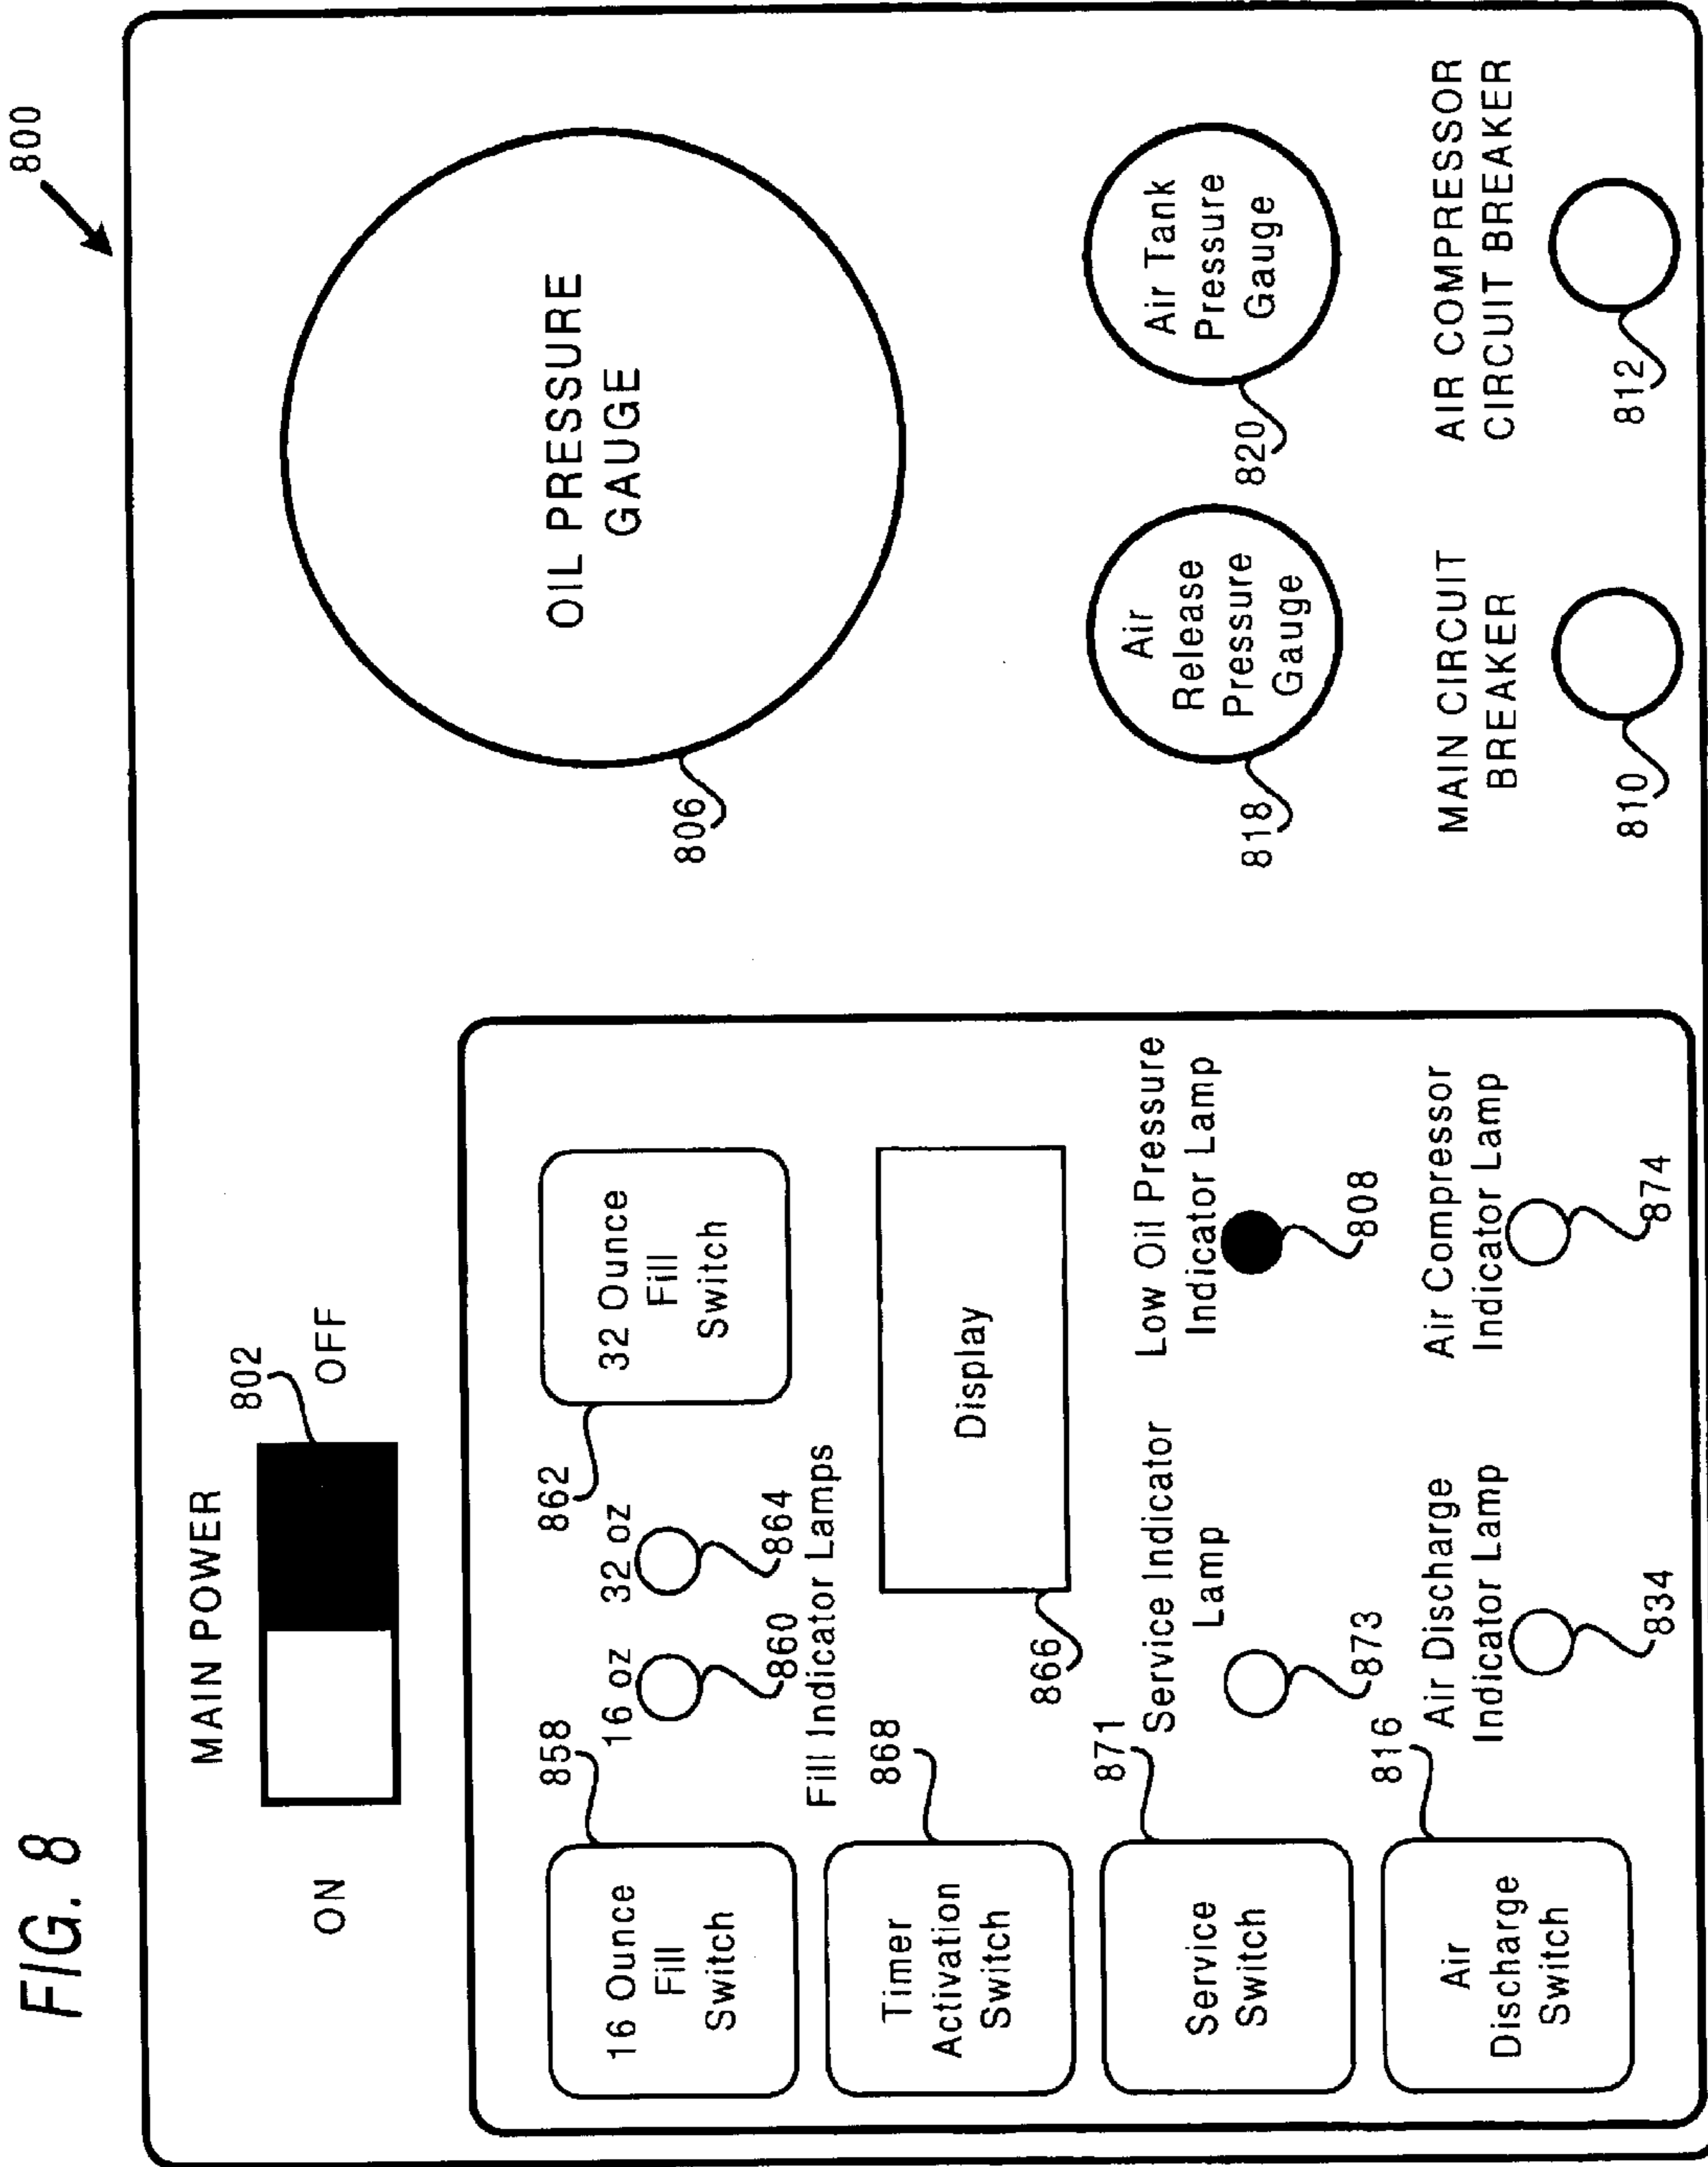 FIG. 8
800
MAIN POWER
802
ON
OFF
858
16 Ounce
Fill
Switch
16 oz
32 oz
860
864
Fill Indicator Lamps
862
32 Ounce
Fill
Switch
868
Timer
Activation
Switch
866
Display
871
Service
Switch
Service Indicator
Lamp
873
Low Oil Pressure
Indicator Lamp
808
816
Air
Discharge
Switch
Air Discharge
Indicator Lamp
834
Air Compressor
Indicator Lamp
874
OIL PRESSURE
GAUGE
806
Air
Release
Pressure
Gauge
818
Air Tank
Pressure
Gauge
820
MAIN CIRCUIT
BREAKER
810
AIR COMPRESSOR
CIRCUIT BREAKER
812